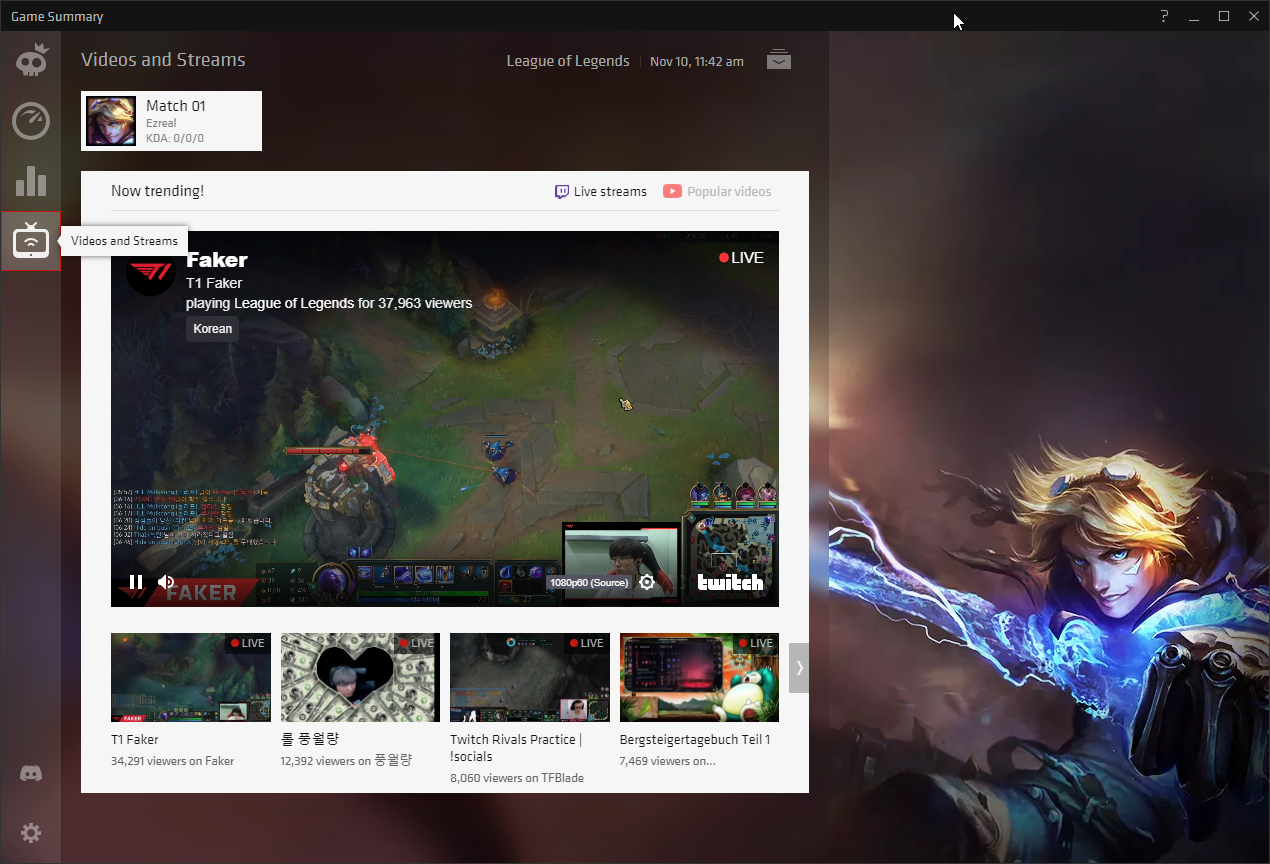 Game Summary
Videos and Streams
League of Legends
Nov 10, 11:42 am
Match 01
Ezreal
KDA: 0/0/0
Now trending!
Live streams
Popular videos
Videos and Streams
Faker
LIVE
T1 Faker
playing League of Legends for 37,963 viewers
Korean
1080p60 (Source)
twitch
FAKER
LIVE
LIVE
LIVE
LIVE
FAKER
T1 Faker
34,291 viewers on Faker
롤 풍월량
12,392 viewers on 풍월량
Twitch Rivals Practice |
!socials
8,060 viewers on TFBlade
Bergsteigertagebuch Teil 1
7,469 viewers on...